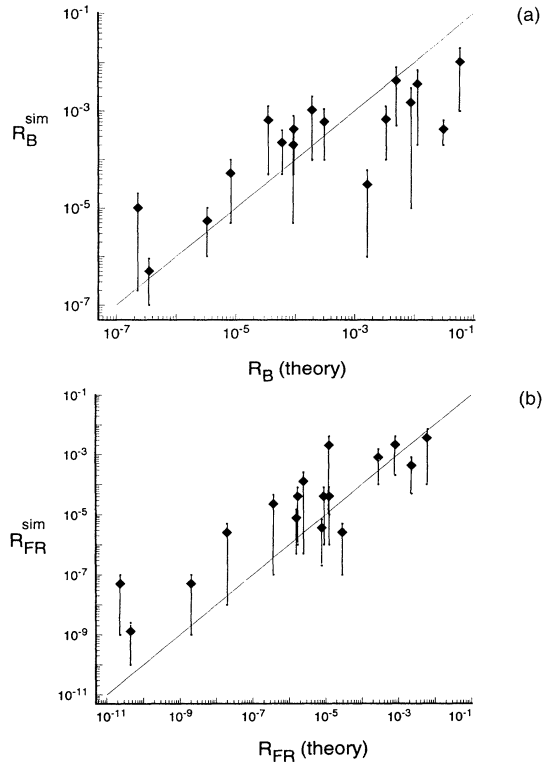 (a)
10^-1
10^-3
R_B^sim
10^-5
10^-7
10^-7 10^-5 10^-3 10^-1
R_B (theory)
(b)
10^-1
10^-3
10^-5
R_FR^sim
10^-7
10^-9
10^-11
10^-11 10^-9 10^-7 10^-5 10^-3 10^-1
R_FR (theory)